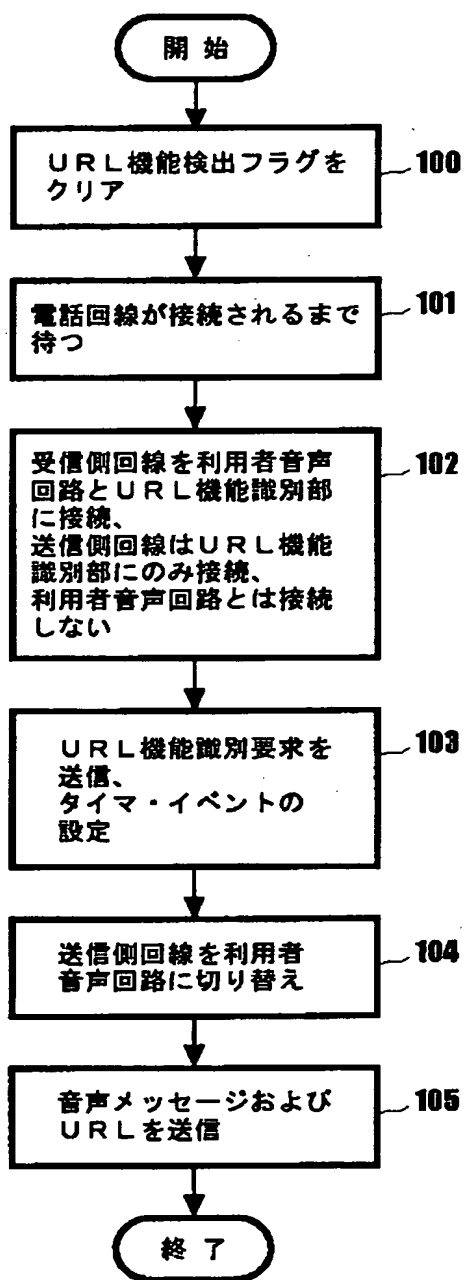 開始
URL機能検出フラグを
クリア
100
電話回線が接続されるまで
待つ
101
受信側回線を利用者音声
回路とURL機能識別部
に接続、
送信側回線はURL機能
識別部にのみ接続、
利用者音声回路とは接続
しない
102
URL機能識別要求を
送信、
タイマ・イベントの
設定
103
送信側回線を利用者
音声回路に切り替え
104
音声メッセージおよび
URLを送信
105
終了